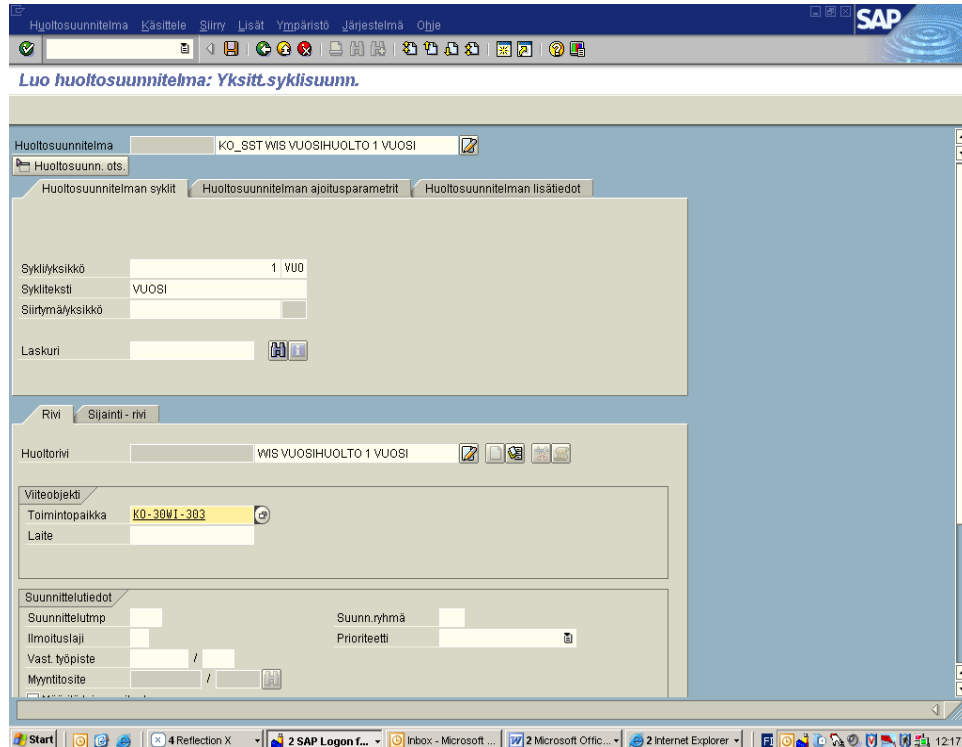 Huoltosuunnitelma Käsittele Siirry Lisät Ympäristö Järjestelmä Ohje
SAP
Luo huoltosuunnitelma: Yksitt.syklisuunn.
Huoltosuunnitelma KO_SST WIS VUOSIHUOLTO 1 VUOSI
Huoltosuunn. ots.
Huoltosuunnitelman syklit Huoltosuunnitelman ajoitusparametrit Huoltosuunnitelman lisätiedot
Sykli/yksikkö 1 VUO
Sykliteksti VUOSI
Siirtymä/yksikkö
Laskuri
Rivi Sijainti - rivi
Huoltorivi WIS VUOSIHUOLTO 1 VUOSI
Viiteobjekti
Toimintopaikka KO-30WI-303
Laite
Suunnittelutiedot
Suunnittelutmp Suunn.ryhmä
Ilmoituslaji Prioriteetti
Vast. työpiste /
Myyntitosite /
Start 4 Reflection X 2 SAP Logon f... Inbox - Microsoft ... 2 Microsoft Offic... 2 Internet Explorer FI 12:17